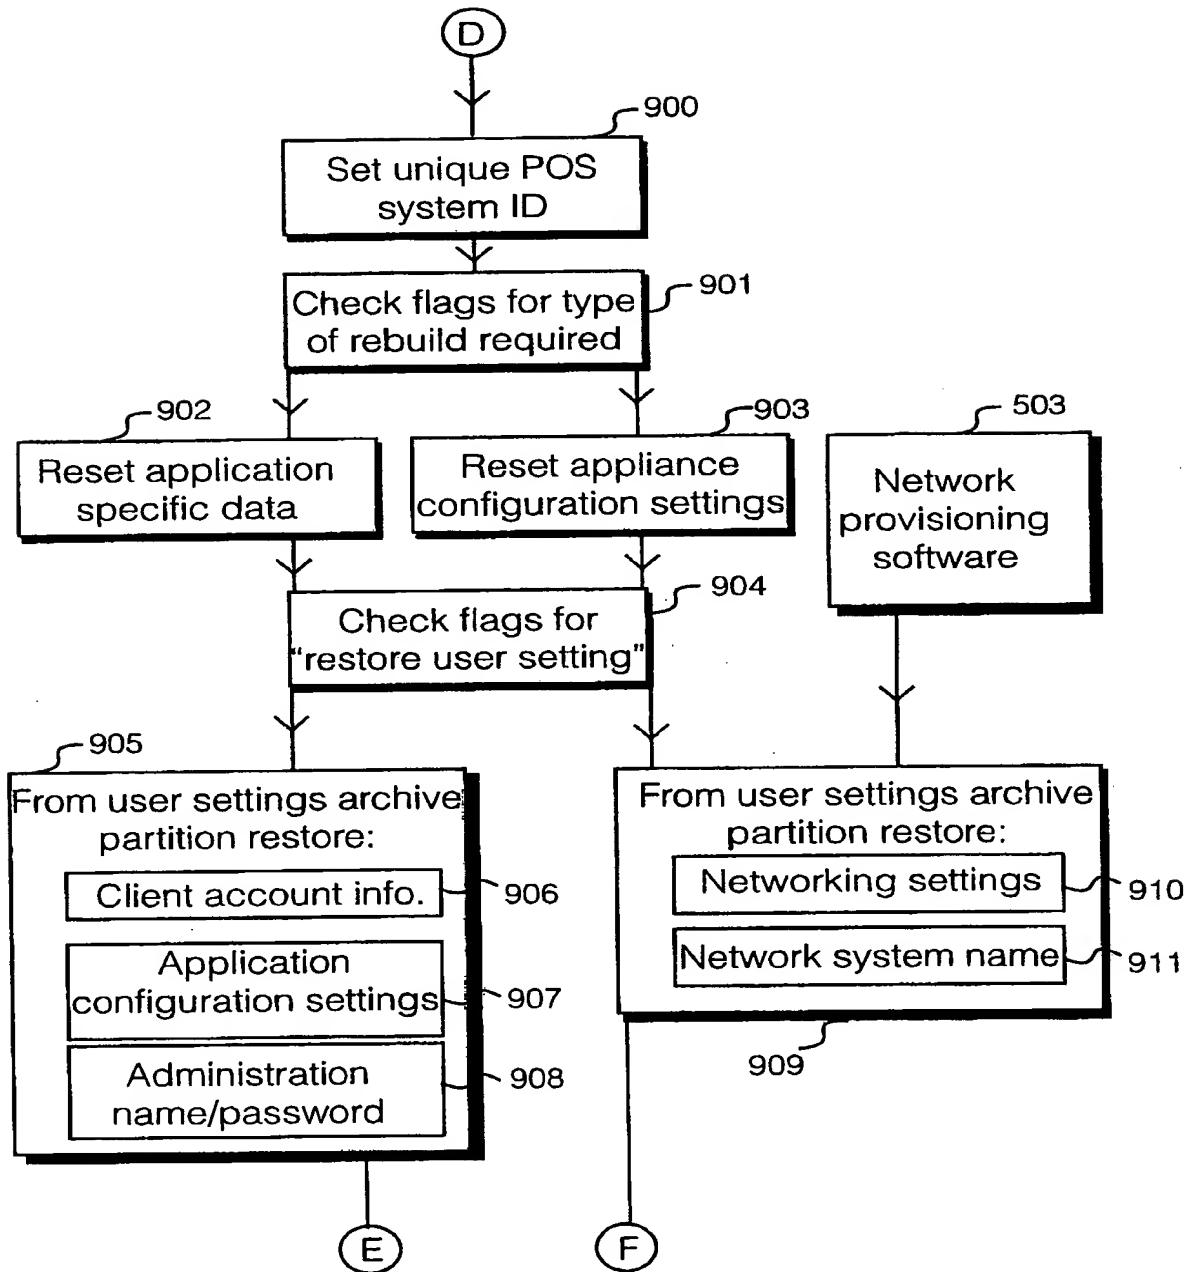 D
900
Set unique POS
system ID
901
Check flags for type
of rebuild required
902
903
503
Reset application
specific data
Reset appliance
configuration settings
Network
provisioning
software
904
Check flags for
“restore user setting”
905
From user settings archive
partition restore:
Client account info.
906
Application
configuration settings
907
Administration
name/password
908
From user settings archive
partition restore:
Networking settings
910
Network system name
911
909
E
F